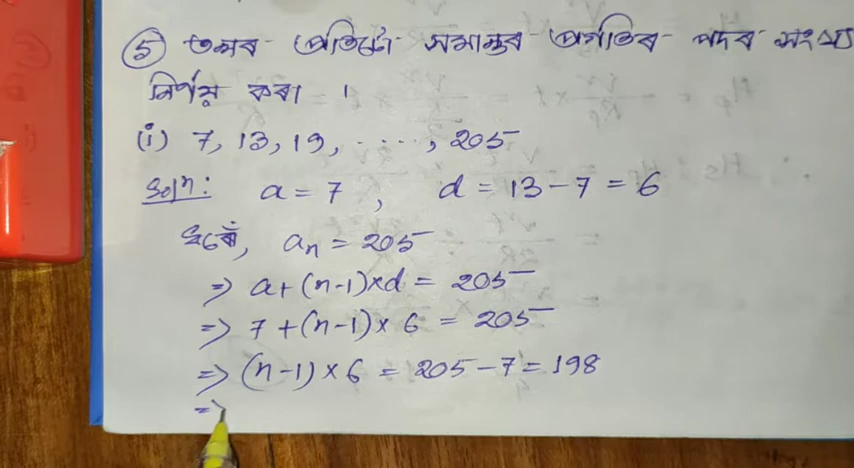 ⑤ তলৰ প্ৰতিটো সমান্তৰ প্ৰগতিৰ পদৰ সংখ্যা
নিৰ্ণয় কৰা ।
(i) 7, 13, 19, ...., 205
Solⁿ: a = 7 , d = 13 - 7 = 6
ধৰোঁ, aₙ = 205
⇒ a + (n-1)×d = 205
⇒ 7 + (n-1) × 6 = 205
⇒ (n-1) × 6 = 205 - 7 = 198
⇒